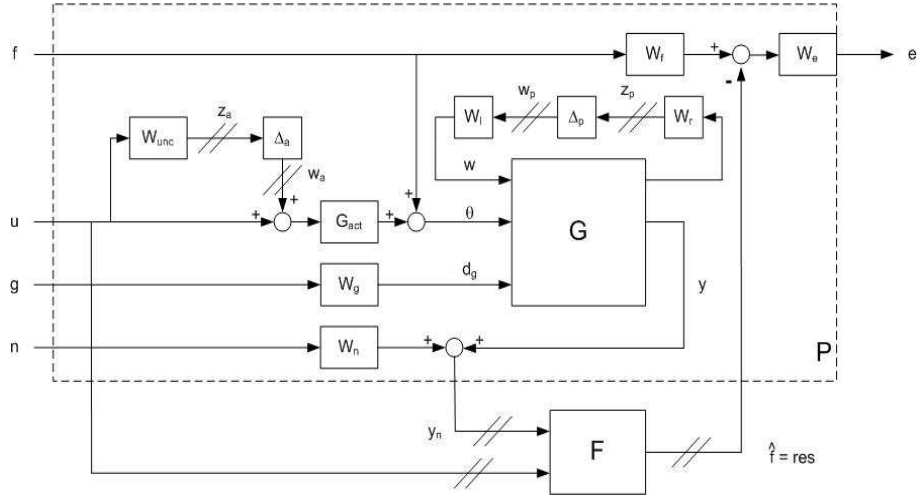 f
W_f
+
-
W_e
e
w_p
z_p
W_i
Δ_p
W_r
z_a
W_unc
Δ_a
w_a
w
+
+
u
+
G_act
+
θ
G
g
W_g
d_g
y
n
W_n
+
+
P
y_n
F
f̂ = res